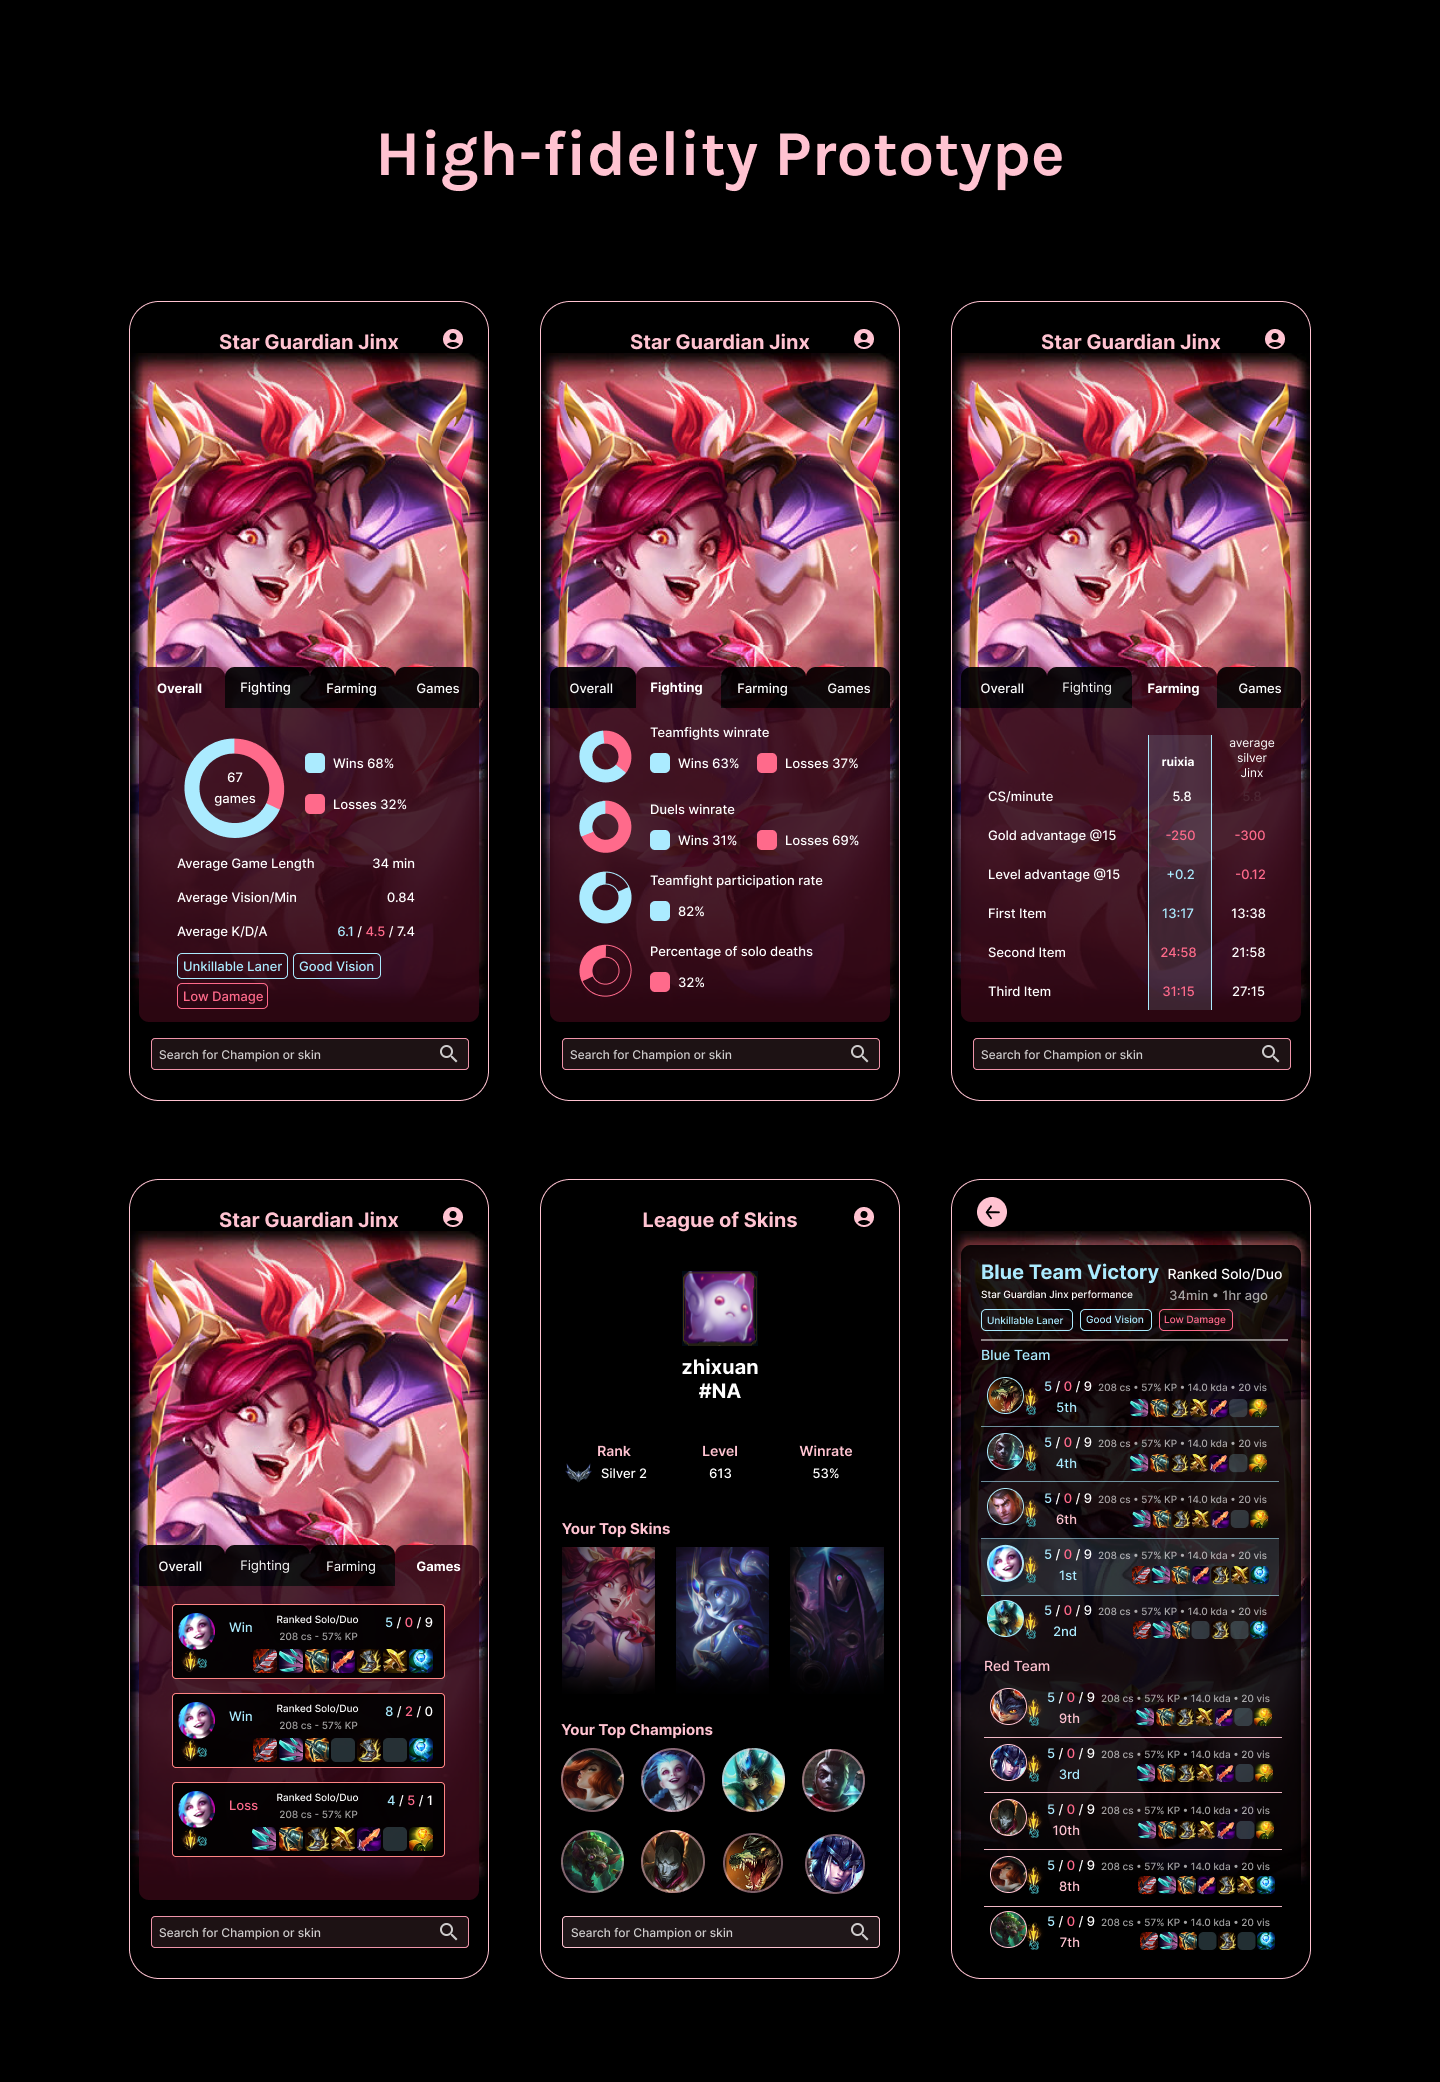 High-fidelity Prototype
Star Guardian Jinx
Overall Fighting Farming Games
67
games
Wins 68%
Losses 32%
Average Game Length 34 min
Average Vision/Min 0.84
Average K/D/A 6.1 / 4.5 / 7.4
Unkillable Laner Good Vision
Low Damage
Search for Champion or skin
Star Guardian Jinx
Overall Fighting Farming Games
Teamfights winrate
Wins 63% Losses 37%
Duels winrate
Wins 31% Losses 69%
Teamfight participation rate
82%
Percentage of solo deaths
32%
Search for Champion or skin
Star Guardian Jinx
Overall Fighting Farming Games
ruixia
average
silver
Jinx
CS/minute 5.8 5.8
Gold advantage @15 -250 -300
Level advantage @15 +0.2 -0.12
First Item 13:17 13:38
Second Item 24:58 21:58
Third Item 31:15 27:15
Search for Champion or skin
Star Guardian Jinx
Overall Fighting Farming Games
Win Ranked Solo/Duo 5 / 0 / 9
208 cs - 57% KP
Win Ranked Solo/Duo 8 / 2 / 0
208 cs - 57% KP
Loss Ranked Solo/Duo 4 / 5 / 1
208 cs - 57% KP
Search for Champion or skin
League of Skins
zhixuan
#NA
Rank Level Winrate
Silver 2 613 53%
Your Top Skins
Your Top Champions
Search for Champion or skin
Blue Team Victory Ranked Solo/Duo
Star Guardian Jinx performance 34min • 1hr ago
Unkillable Laner Good Vision Low Damage
Blue Team
5 / 0 / 9 208 cs • 57% KP • 14.0 kda • 20 vis
5th
5 / 0 / 9 208 cs • 57% KP • 14.0 kda • 20 vis
4th
5 / 0 / 9 208 cs • 57% KP • 14.0 kda • 20 vis
6th
5 / 0 / 9 208 cs • 57% KP • 14.0 kda • 20 vis
1st
5 / 0 / 9 208 cs • 57% KP • 14.0 kda • 20 vis
2nd
Red Team
5 / 0 / 9 208 cs • 57% KP • 14.0 kda • 20 vis
9th
5 / 0 / 9 208 cs • 57% KP • 14.0 kda • 20 vis
3rd
5 / 0 / 9 208 cs • 57% KP • 14.0 kda • 20 vis
10th
5 / 0 / 9 208 cs • 57% KP • 14.0 kda • 20 vis
8th
5 / 0 / 9 208 cs • 57% KP • 14.0 kda • 20 vis
7th